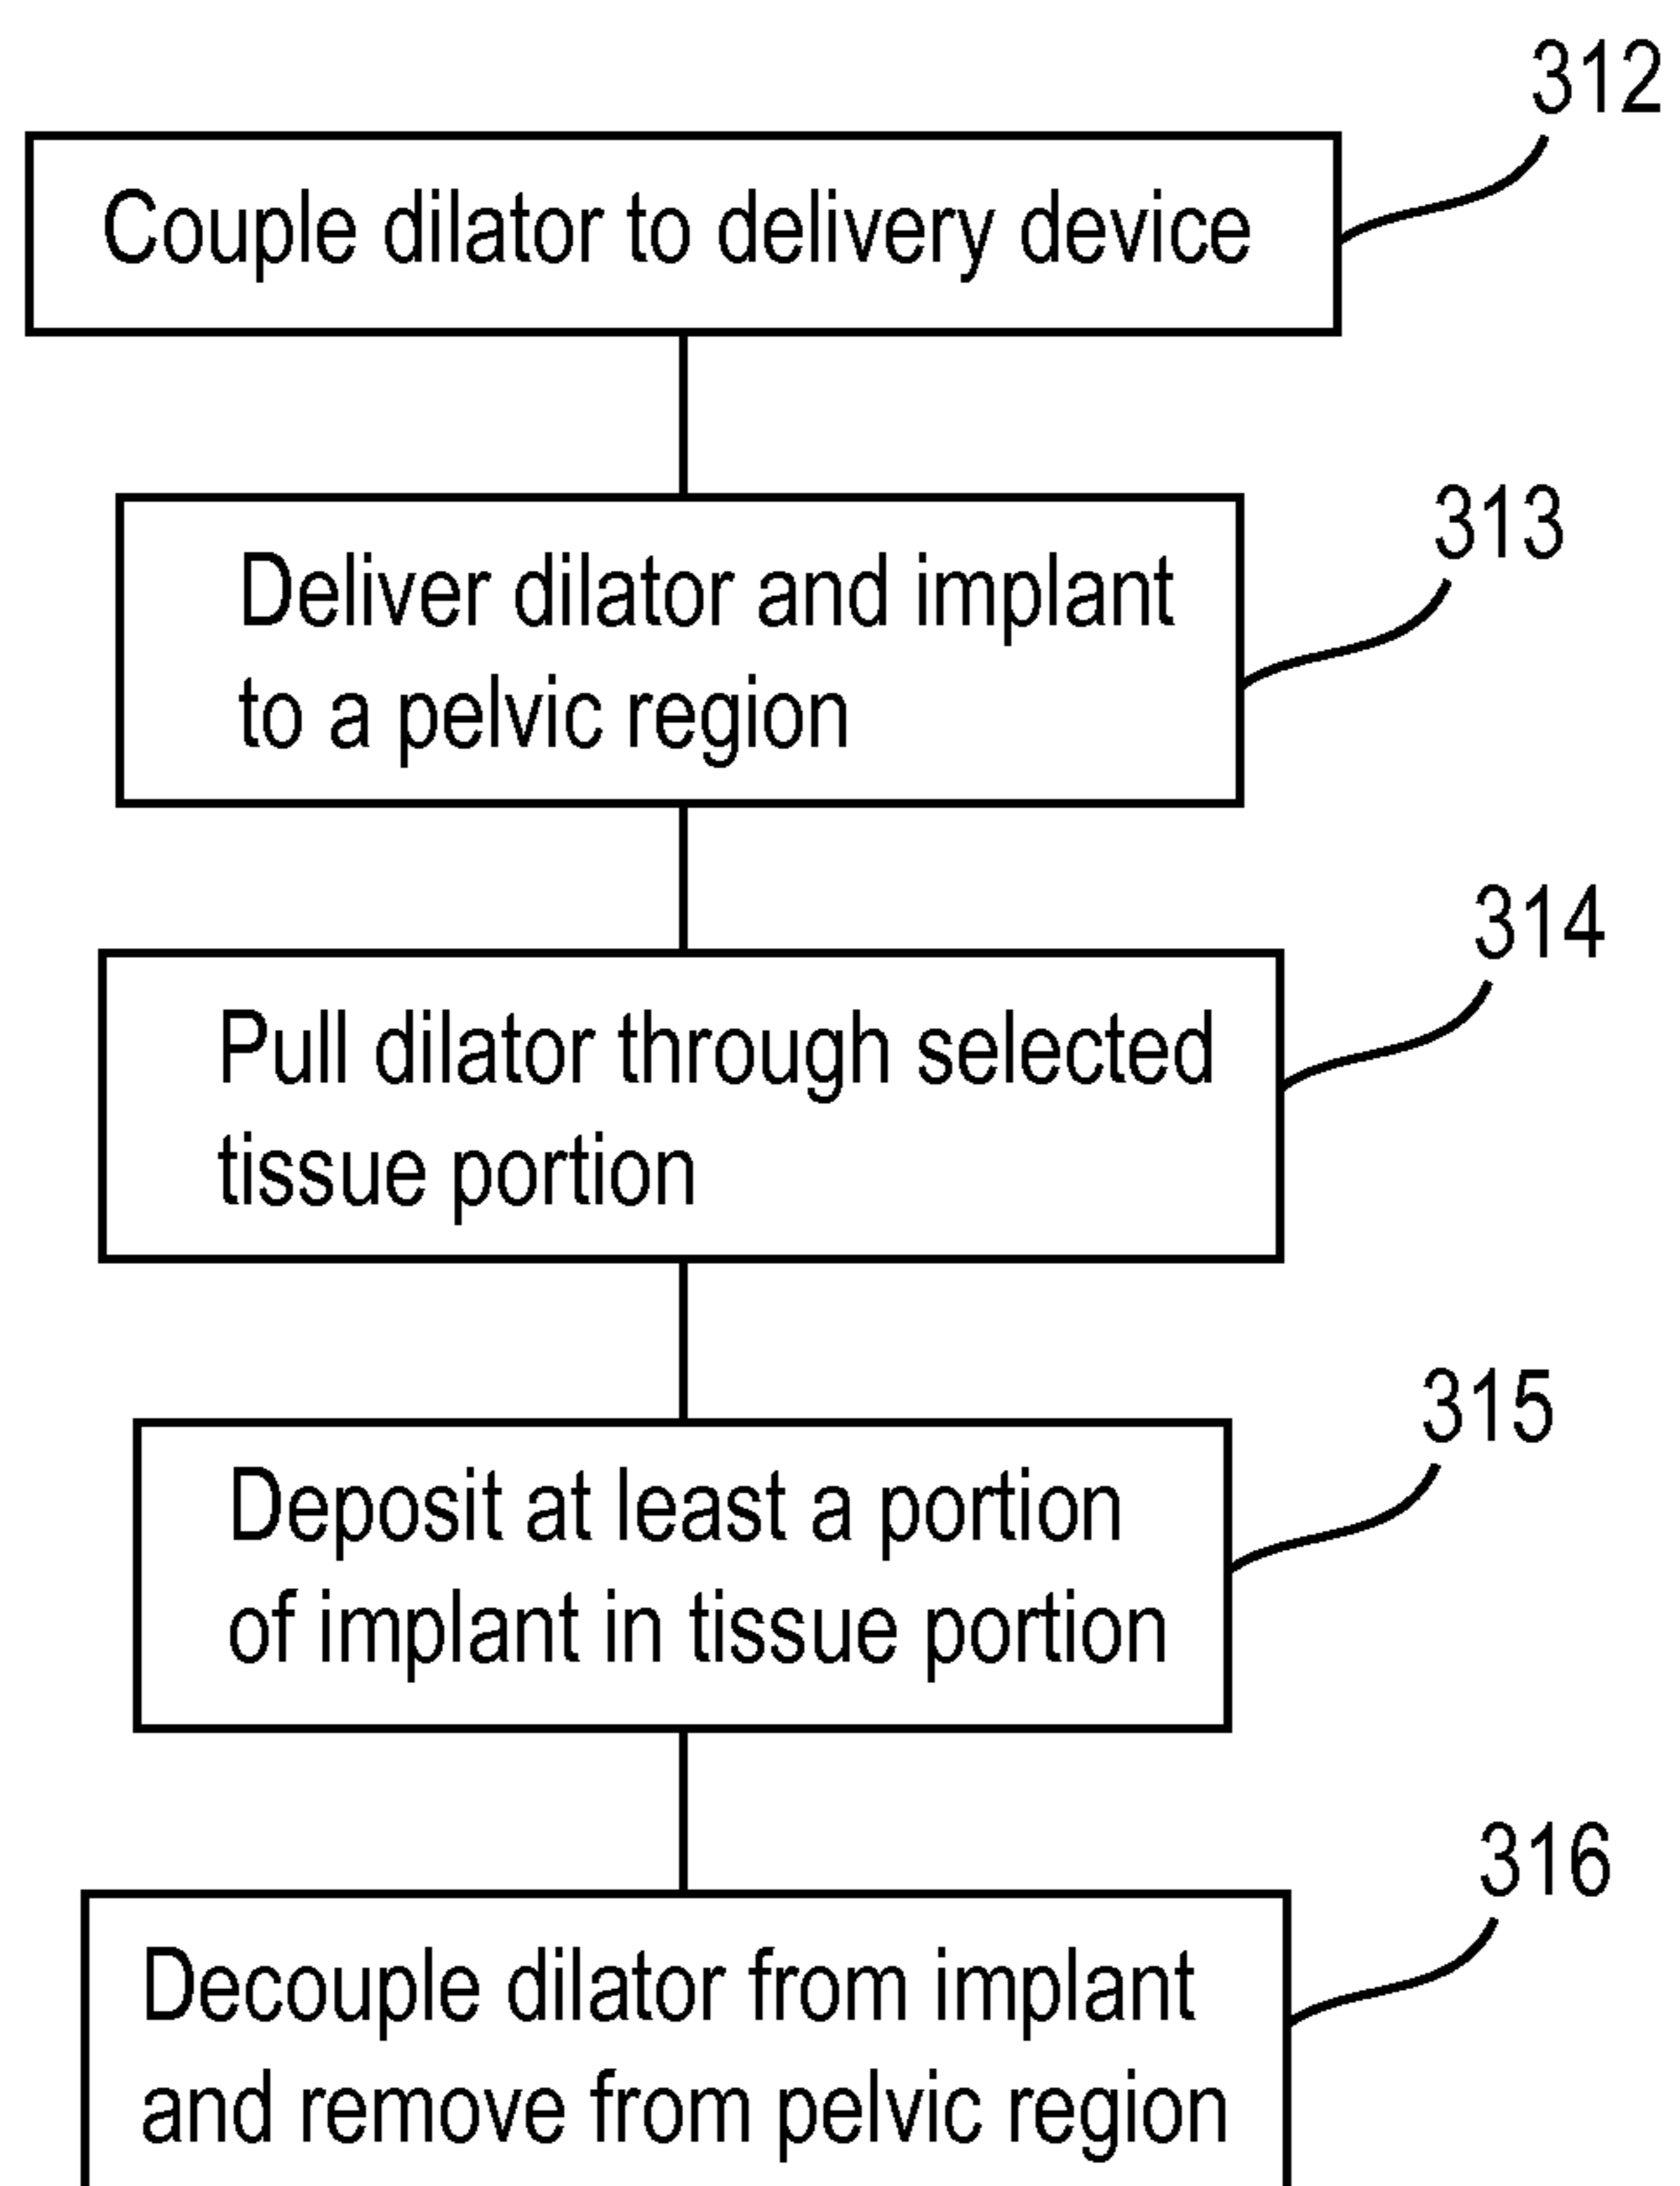 312
Couple dilator to delivery device
313
Deliver dilator and implant
to a pelvic region
314
Pull dilator through selected
tissue portion
315
Deposit at least a portion
of implant in tissue portion
316
Decouple dilator from implant
and remove from pelvic region